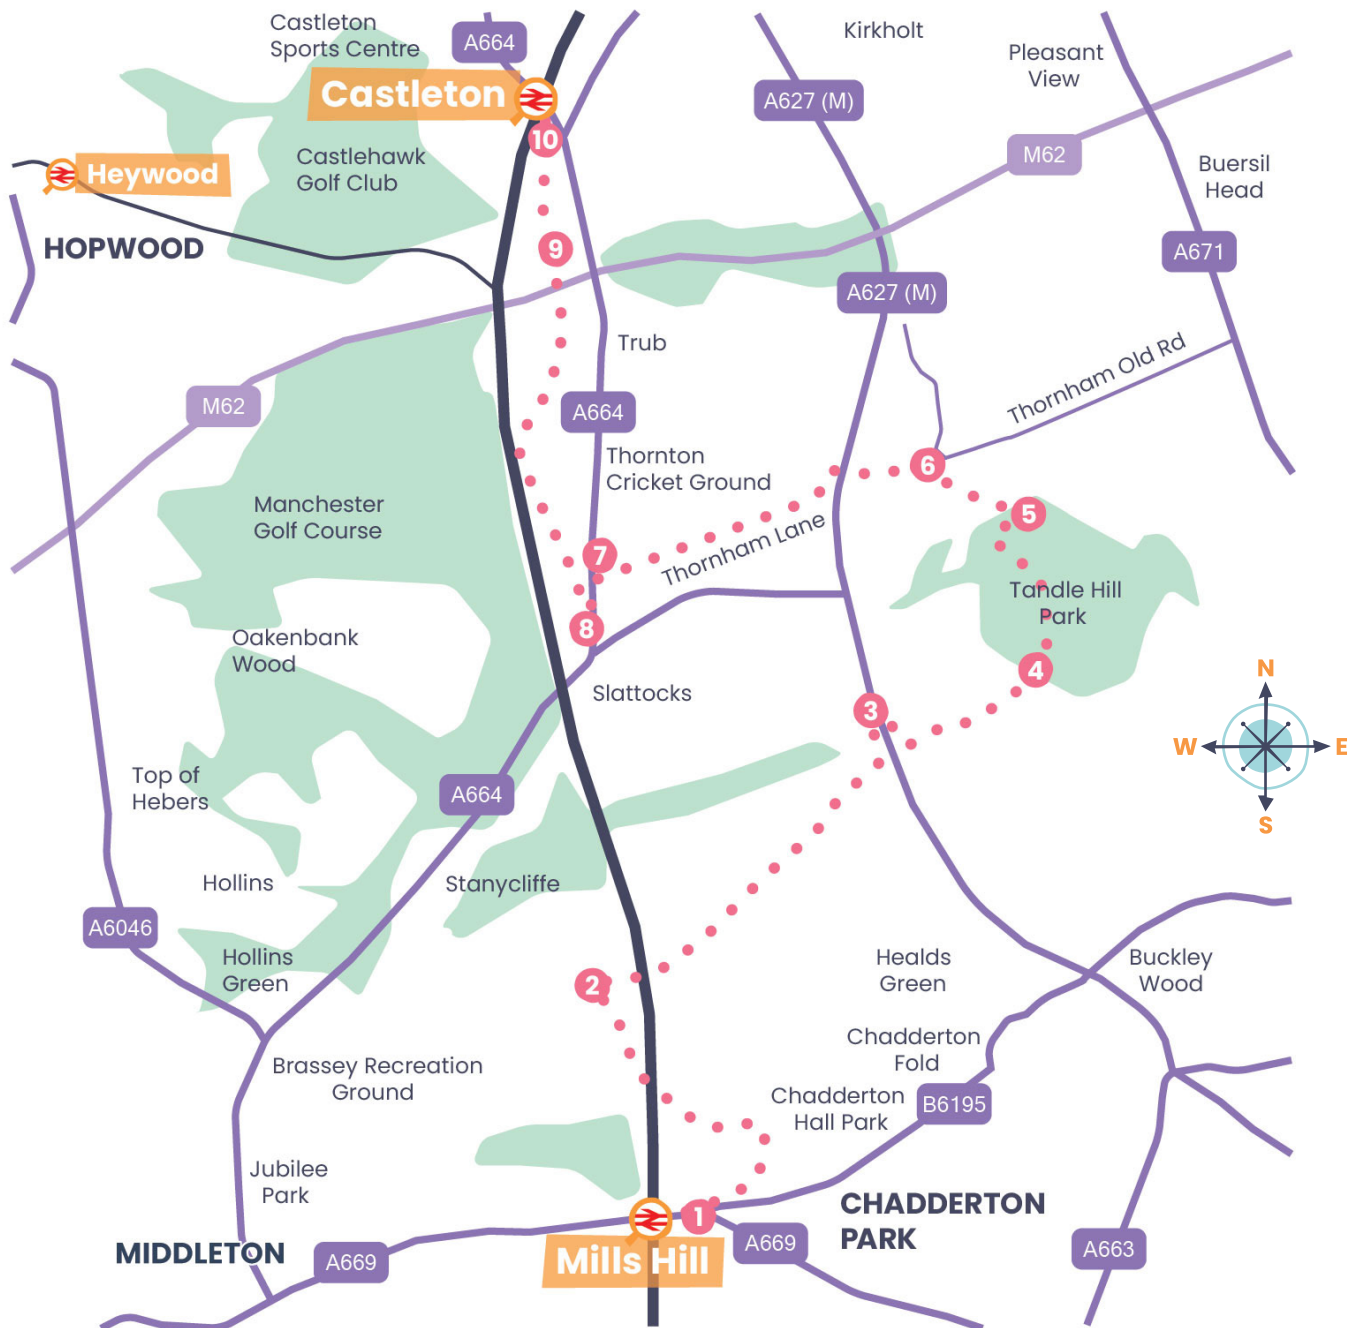 Castleton
Sports Centre
A664
Kirkholt
Pleasant
View
Castleton
A627 (M)
10
M62
Heywood
Castlehawk
Golf Club
Buersil
Head
HOPWOOD
9
A671
A627 (M)
Trub
Thornham Old Rd
M62
A664
Thornton
Cricket Ground
6
Manchester
Golf Course
5
Thornham Lane
7
Tandle Hill
Park
8
Oakenbank
Wood
4
N
Slattocks
3
W
E
Top of
Hebers
A664
S
Hollins
Stanycliffe
A6046
Hollins
Green
2
Healds
Green
Buckley
Wood
Chadderton
Fold
Brassey Recreation
Ground
Chadderton
Hall Park
B6195
Jubilee
Park
1
CHADDERTON
PARK
MIDDLETON
A669
Mills Hill
A669
A663